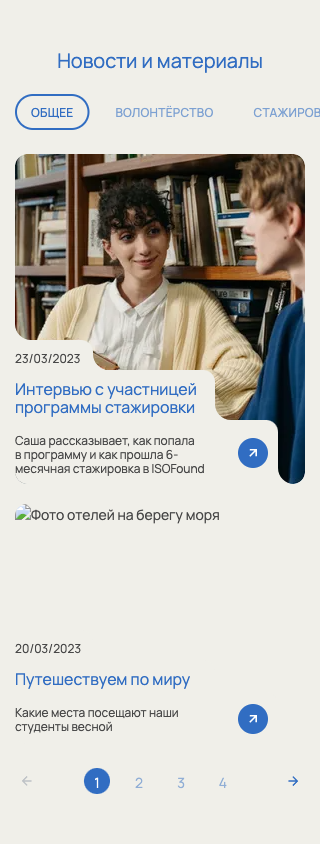 Новости и материалы
ОБЩЕЕ ВОЛОНТЁРСТВО СТАЖИРОВ
23/03/2023
Интервью с участницей
программы стажировки
Саша рассказывает, как попала
в программу и как прошла 6-
месячная стажировка в ISOFound
Фото отелей на берегу моря
20/03/2023
Путешествуем по миру
Какие места посещают наши
студенты весной
1 2 3 4